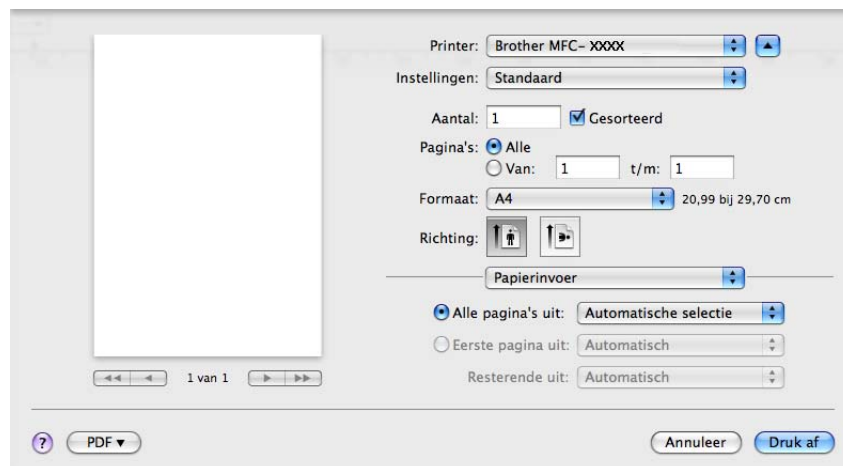 Printer: Brother MFC- XXXX
Instellingen: Standaard
Aantal: 1 Gesorteerd
Pagina's: Alle
Van: 1 t/m: 1
Formaat: A4 20,99 bij 29,70 cm
Richting:
Papierinvoer
Alle pagina's uit: Automatische selectie
Eerste pagina uit: Automatisch
Resterende uit: Automatisch
1 van 1
? PDF ▼ Annuleer Druk af